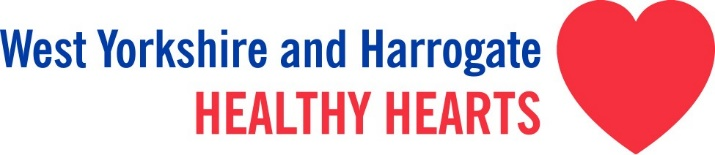 West Yorkshire and Harrogate
HEALTHY HEARTS